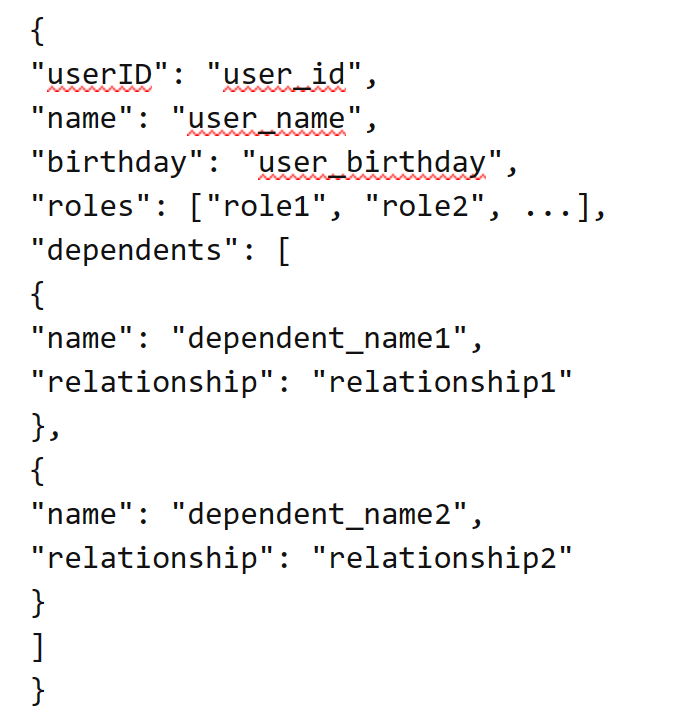 {
"userID": "user_id",
"name": "user_name",
"birthday": "user_birthday",
"roles": ["role1", "role2", ...],
"dependents": [
{
"name": "dependent_name1",
"relationship": "relationship1"
},
{
"name": "dependent_name2",
"relationship": "relationship2"
}
]
}